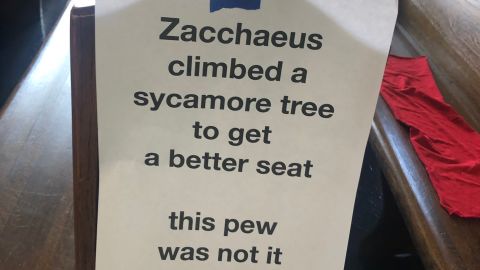 Zacchaeus
climbed a
sycamore tree
to get
a better seat
this pew
was not it